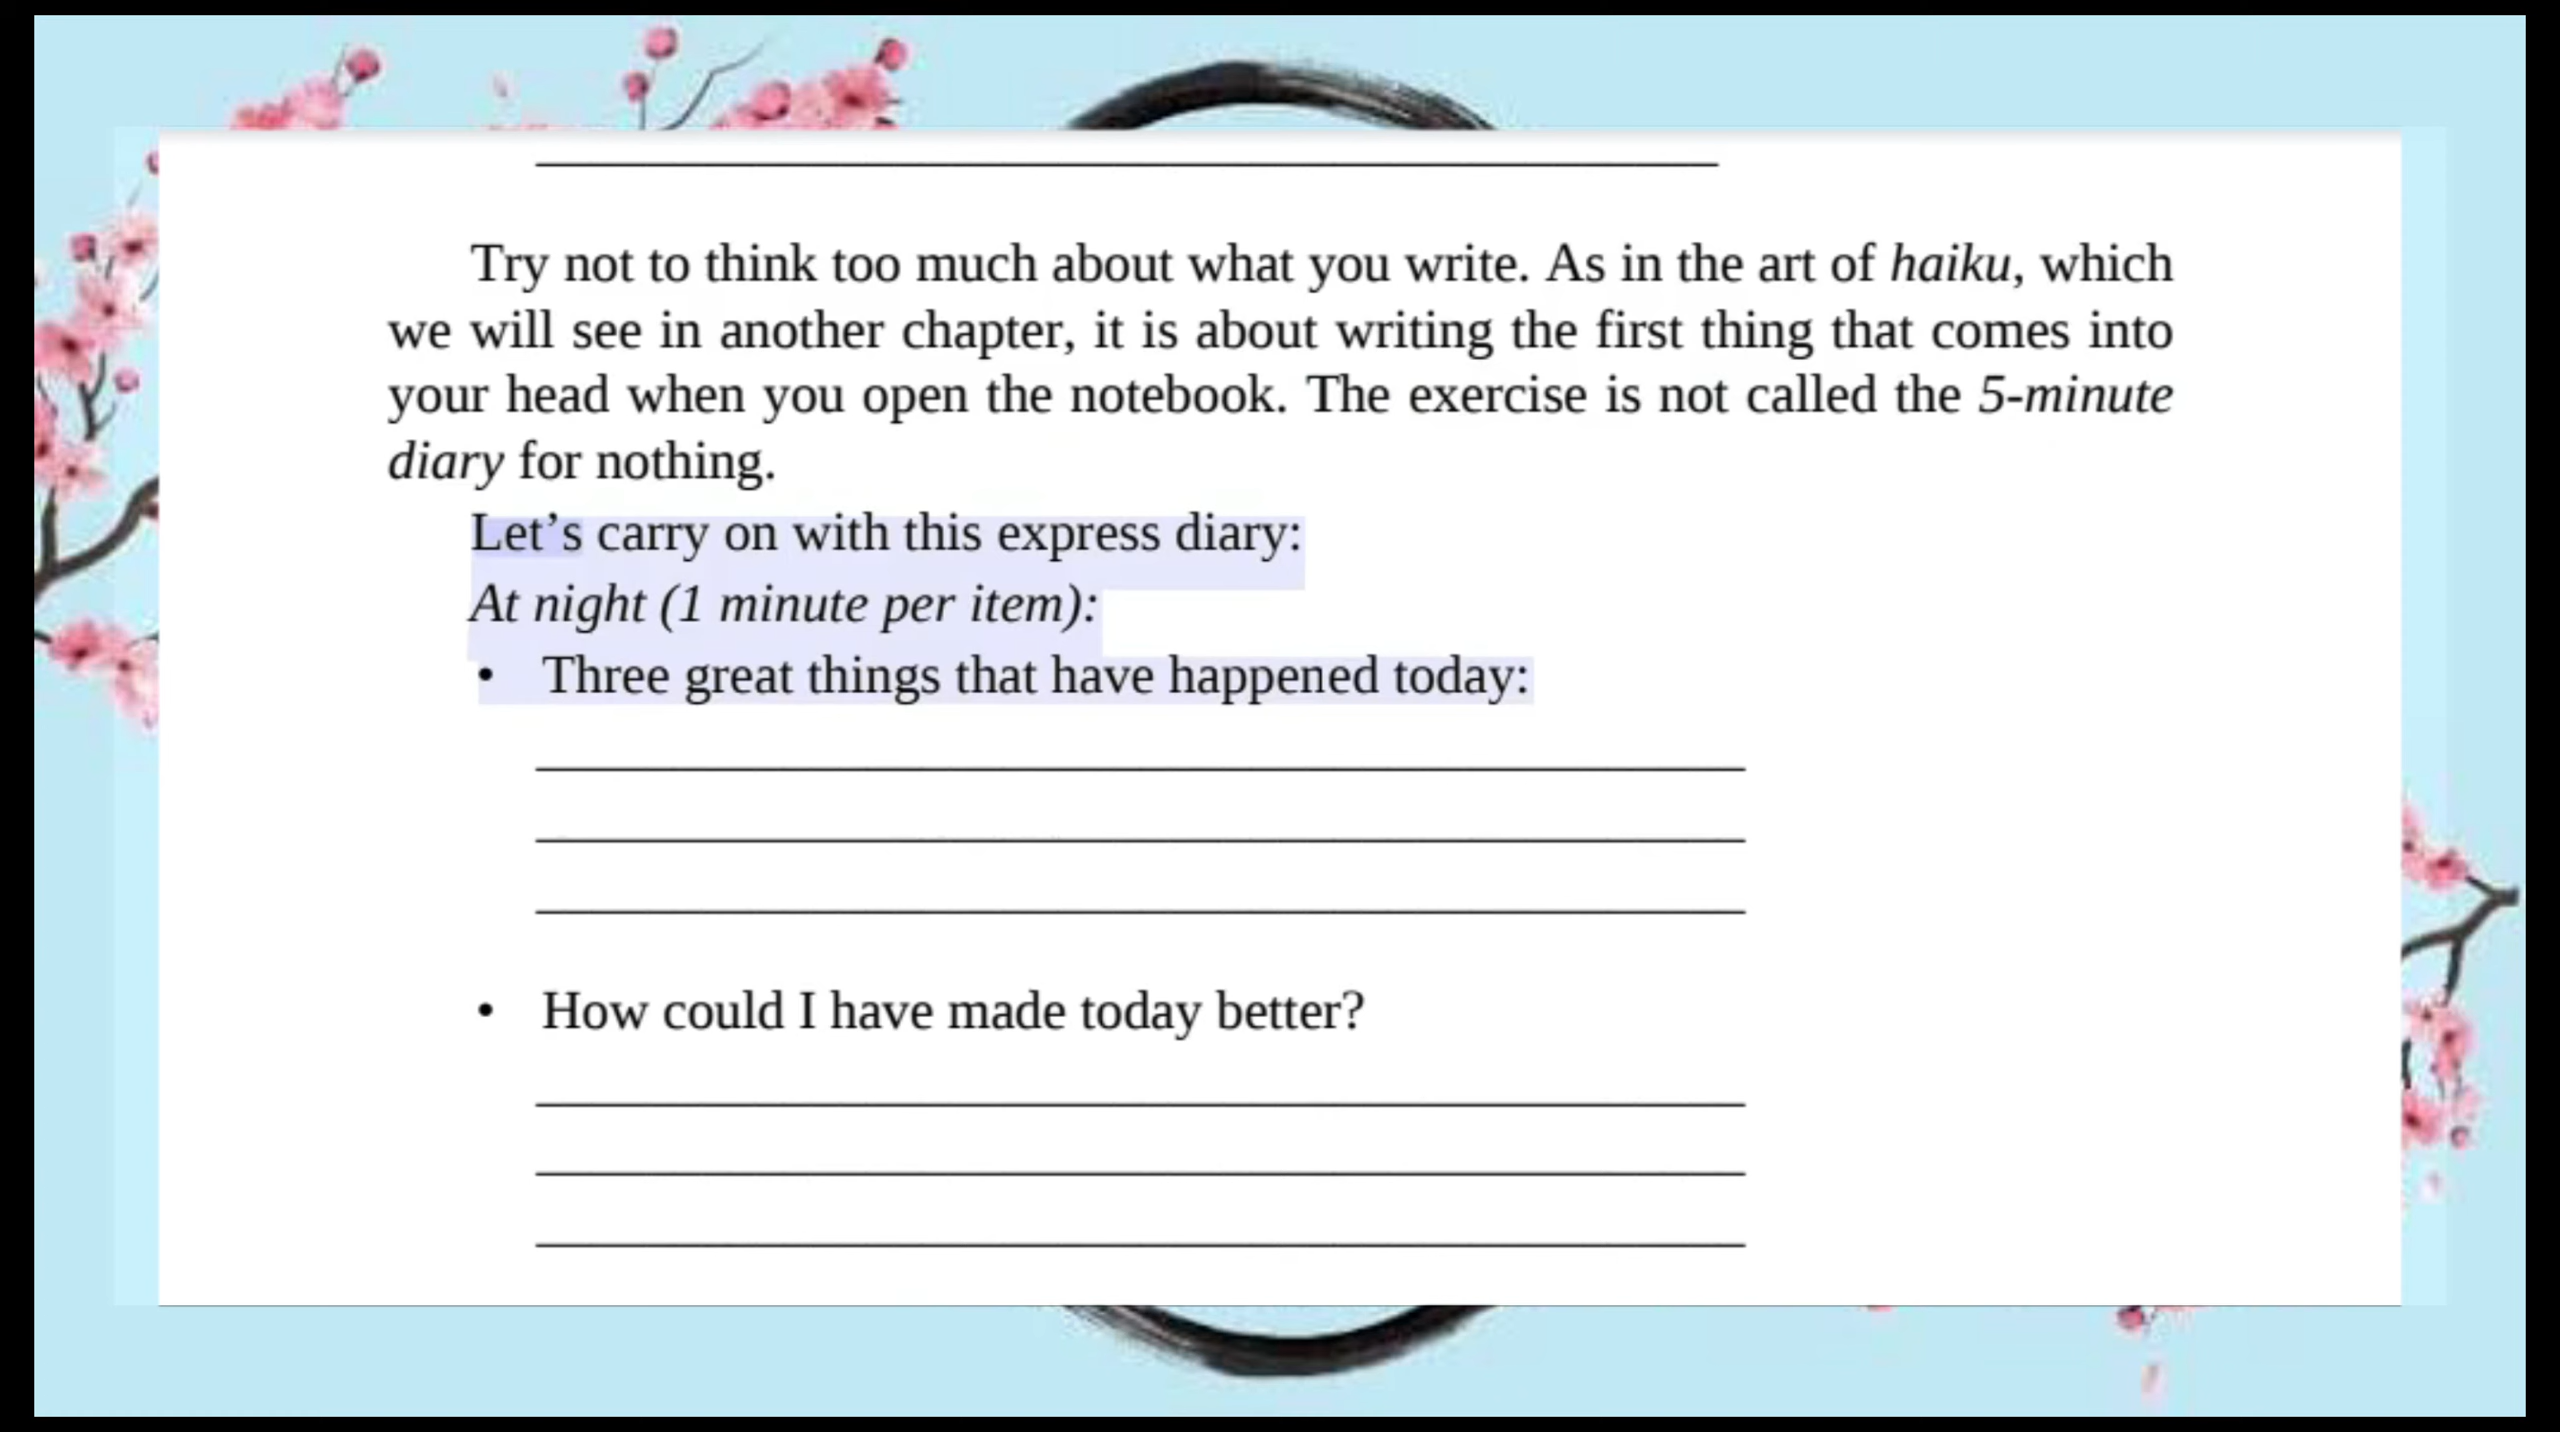 Try not to think too much about what you write. As in the art of haiku, which
we will see in another chapter, it is about writing the first thing that comes into
your head when you open the notebook. The exercise is not called the 5-minute
diary for nothing.
Let’s carry on with this express diary:
At night (1 minute per item):
• Three great things that have happened today:
• How could I have made today better?